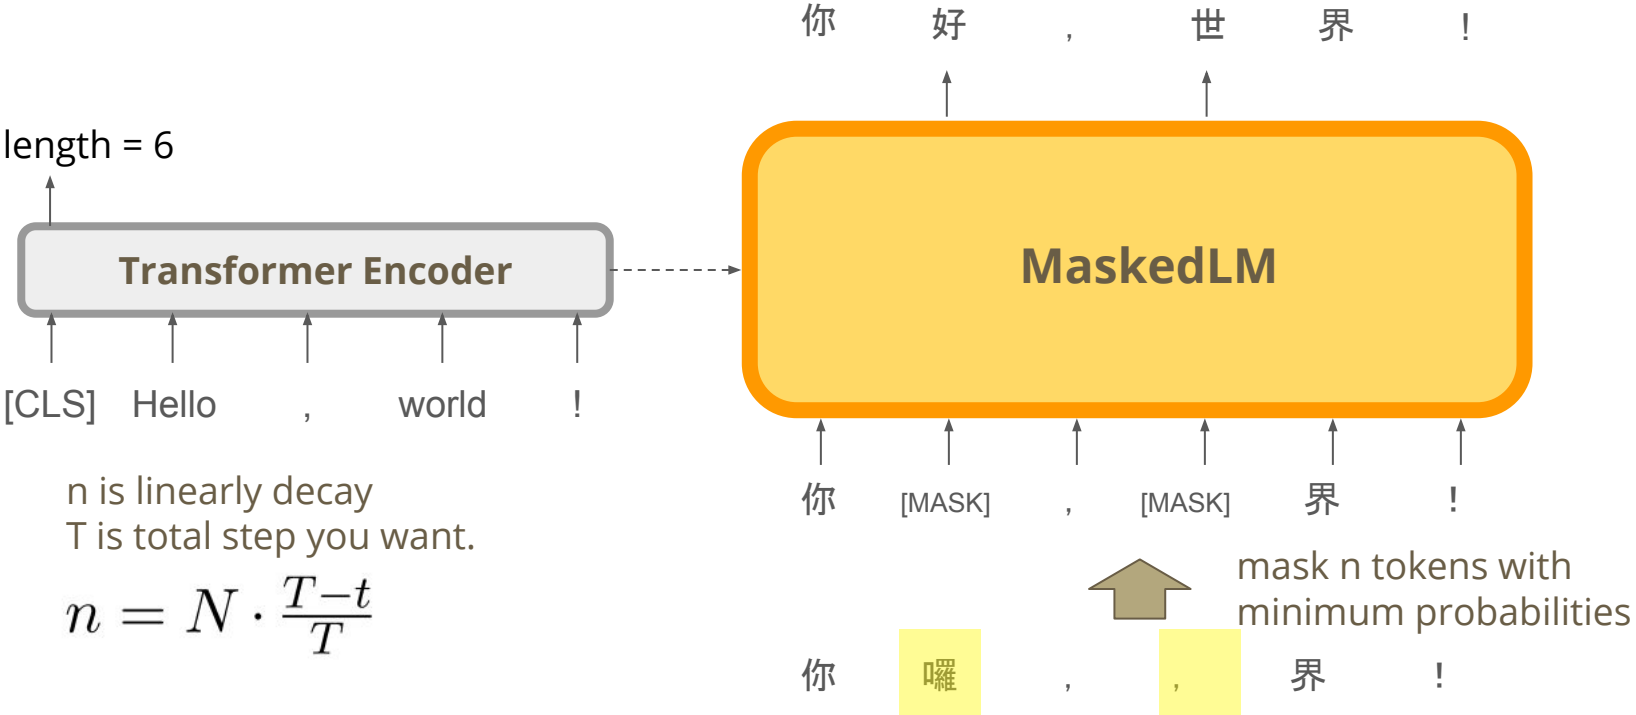 你 好 , 世 界 !
length = 6
Transformer Encoder
MaskedLM
[CLS] Hello , world !
你 [MASK] , [MASK] 界 !
n is linearly decay
T is total step you want.
n = N · \frac{T-t}{T}
mask n tokens with
minimum probabilities
你 囉 , , 界 !